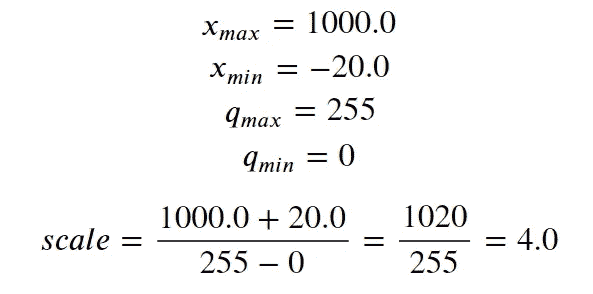 x_max = 1000.0
x_min = −20.0
q_max = 255
q_min = 0
scale = (1000.0 + 20.0) / (255 − 0) = 1020 / 255 = 4.0